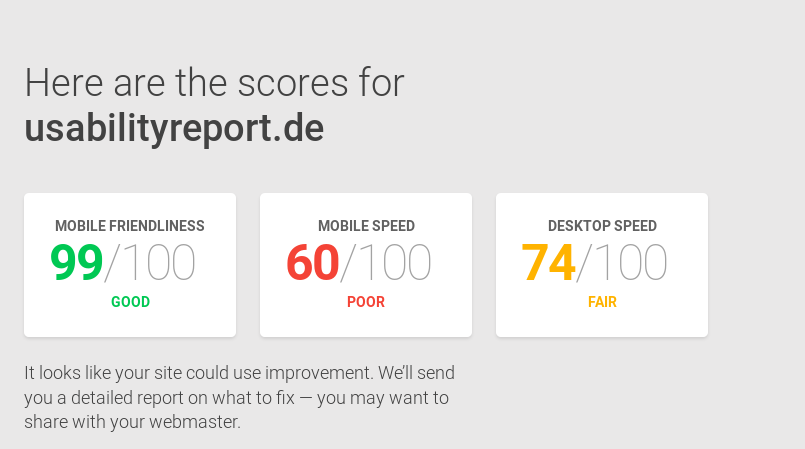 Here are the scores for
usabilityreport.de
MOBILE FRIENDLINESS
99/100
GOOD
MOBILE SPEED
60/100
POOR
DESKTOP SPEED
74/100
FAIR
It looks like your site could use improvement. We’ll send
you a detailed report on what to fix — you may want to
share with your webmaster.